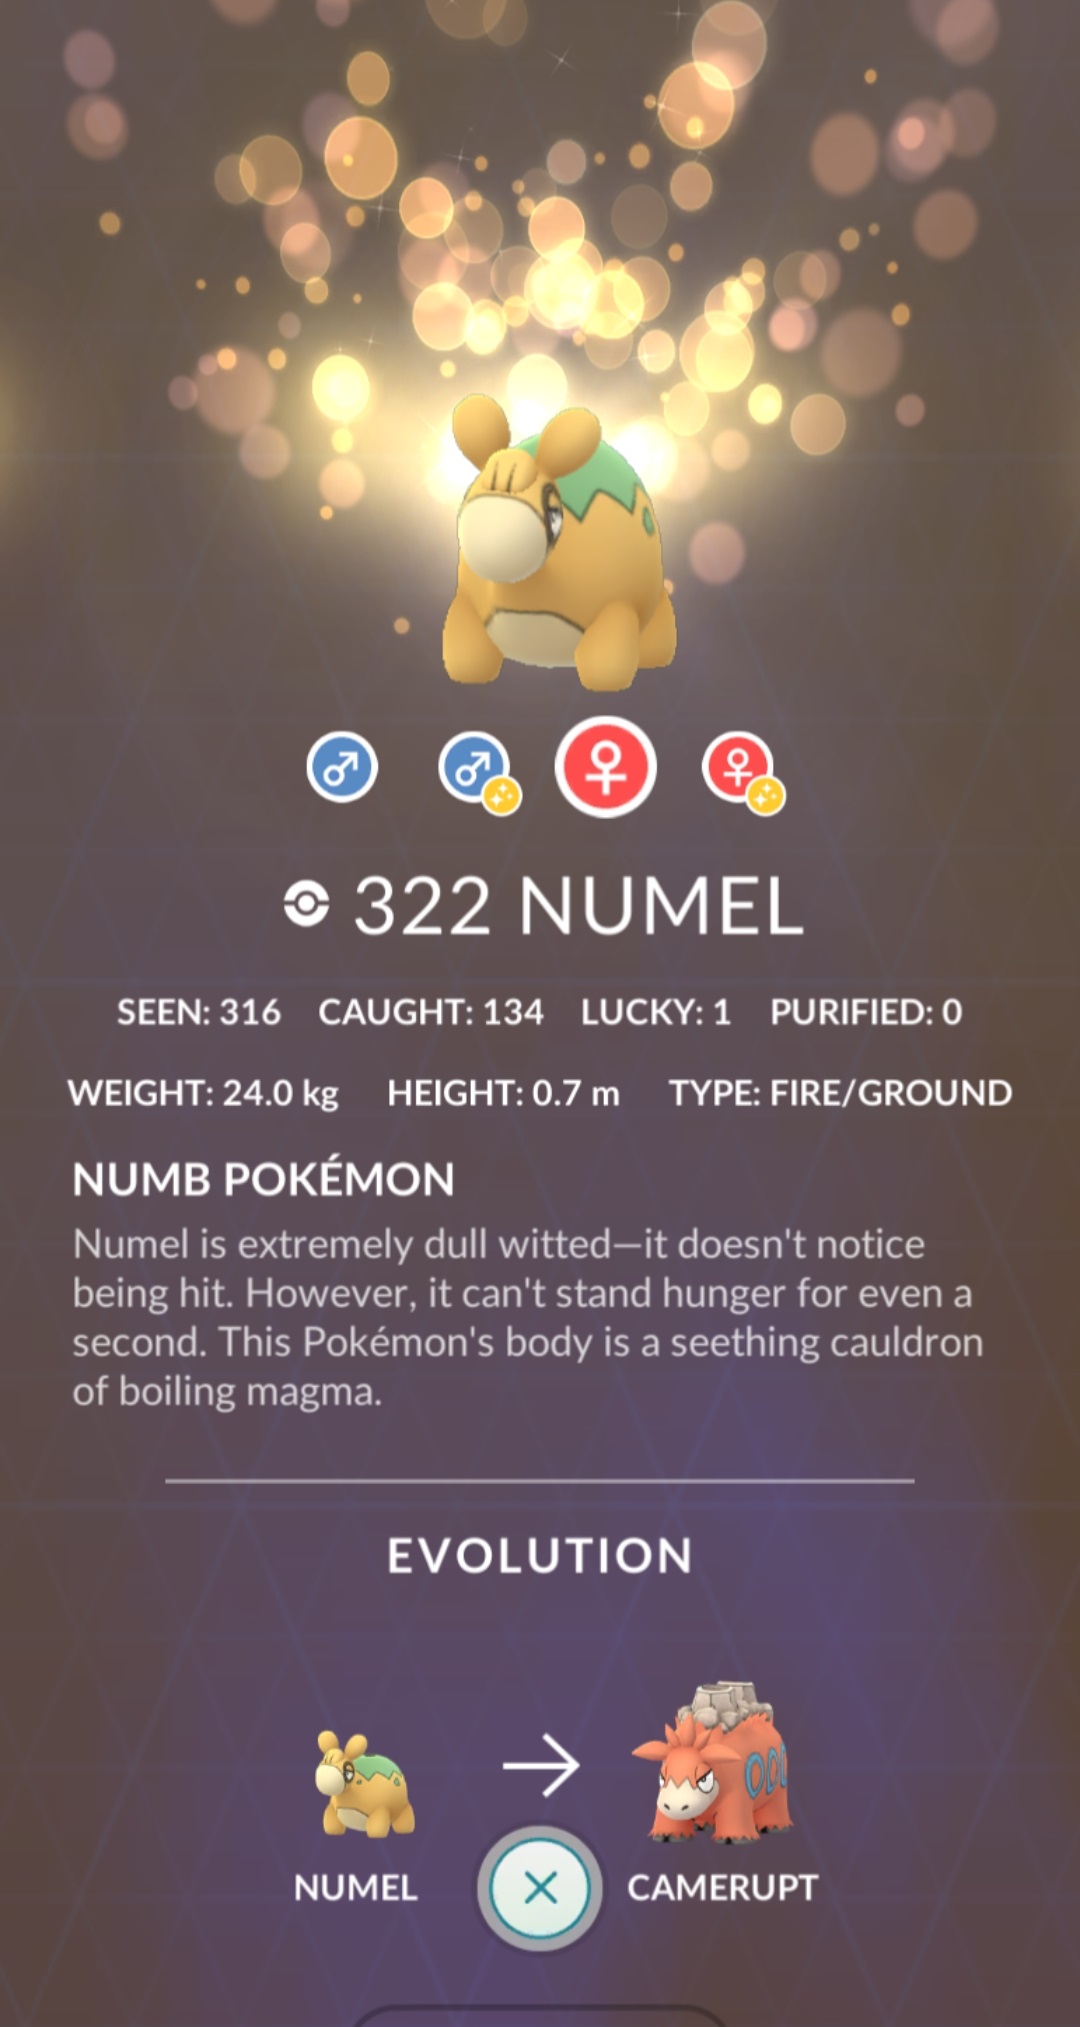 322 NUMEL
SEEN: 316 CAUGHT: 134 LUCKY: 1 PURIFIED: 0
WEIGHT: 24.0 kg HEIGHT: 0.7 m TYPE: FIRE/GROUND
NUMB POKÉMON
Numel is extremely dull witted—it doesn't notice
being hit. However, it can't stand hunger for even a
second. This Pokémon's body is a seething cauldron
of boiling magma.
EVOLUTION
NUMEL CAMERUPT